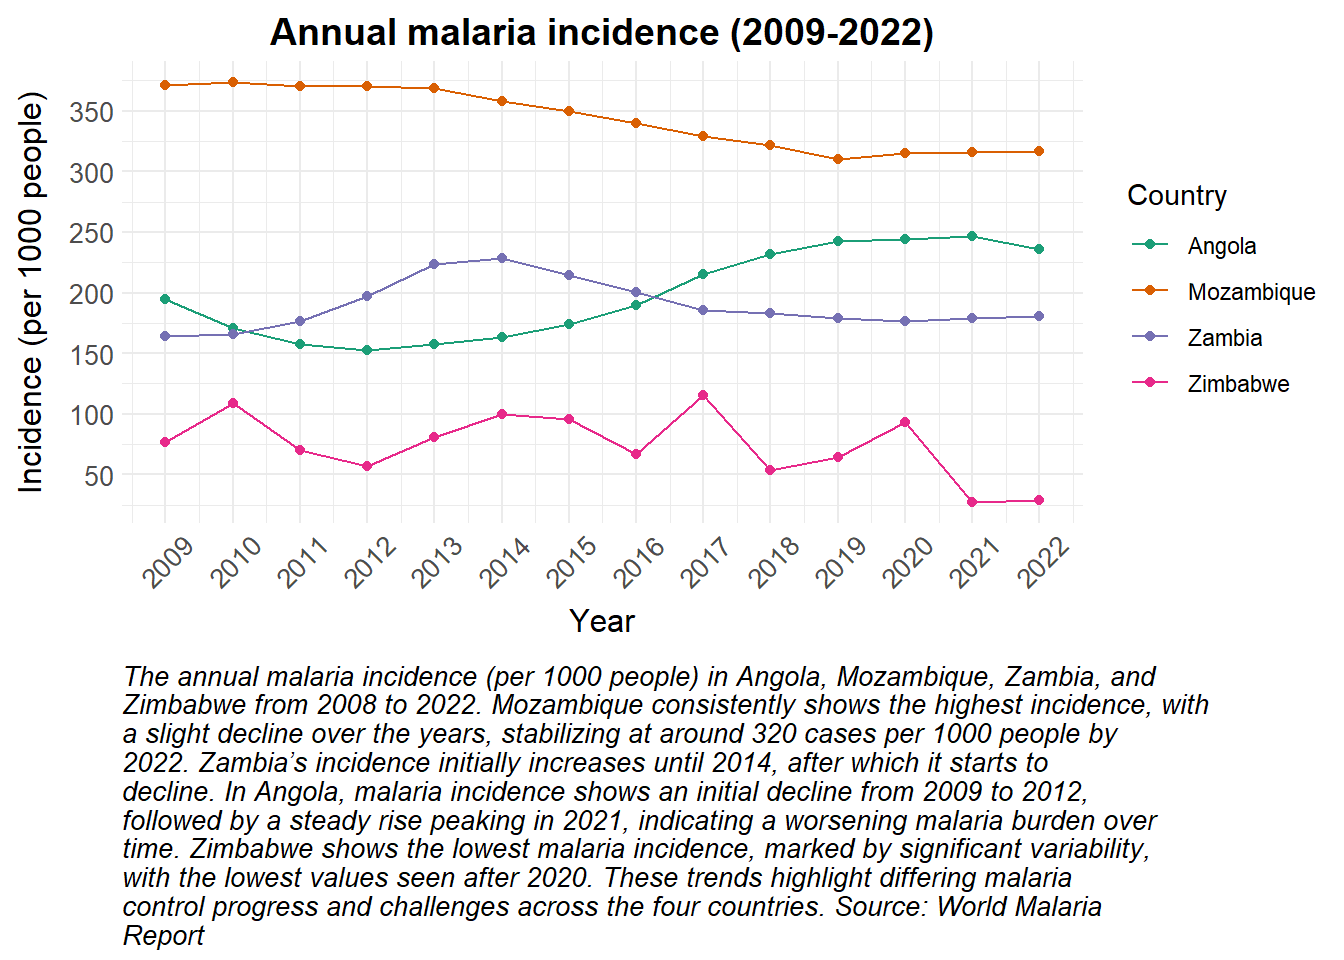 Annual malaria incidence (2009-2022)
Incidence (per 1000 people)
350
300
250
200
150
100
50
2009
2010
2011
2012
2013
2014
2015
2016
2017
2018
2019
2020
2021
2022
Year
Country
Angola
Mozambique
Zambia
Zimbabwe
The annual malaria incidence (per 1000 people) in Angola, Mozambique, Zambia, and
Zimbabwe from 2008 to 2022. Mozambique consistently shows the highest incidence, with
a slight decline over the years, stabilizing at around 320 cases per 1000 people by
2022. Zambia’s incidence initially increases until 2014, after which it starts to
decline. In Angola, malaria incidence shows an initial decline from 2009 to 2012,
followed by a steady rise peaking in 2021, indicating a worsening malaria burden over
time. Zimbabwe shows the lowest malaria incidence, marked by significant variability,
with the lowest values seen after 2020. These trends highlight differing malaria
control progress and challenges across the four countries. Source: World Malaria
Report